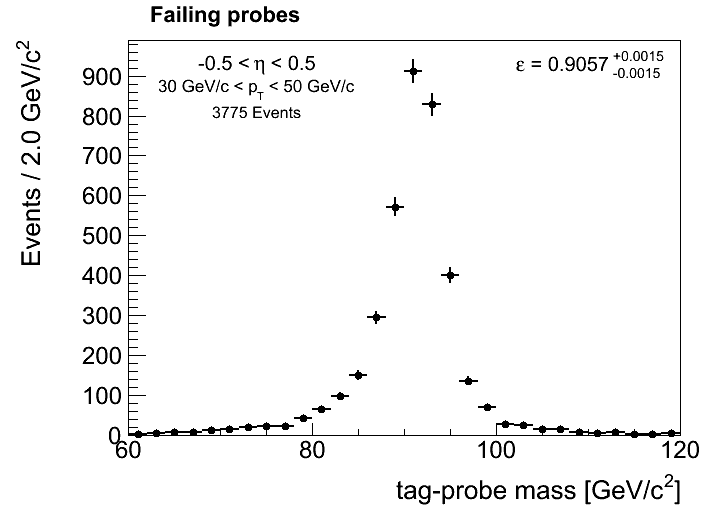 Failing probes
-0.5 < η < 0.5
30 GeV/c < p_T < 50 GeV/c
3775 Events
ε = 0.9057 +0.0015 -0.0015
Events / 2.0 GeV/c²
900
800
700
600
500
400
300
200
100
0
60 80 100 120
tag-probe mass [GeV/c²]